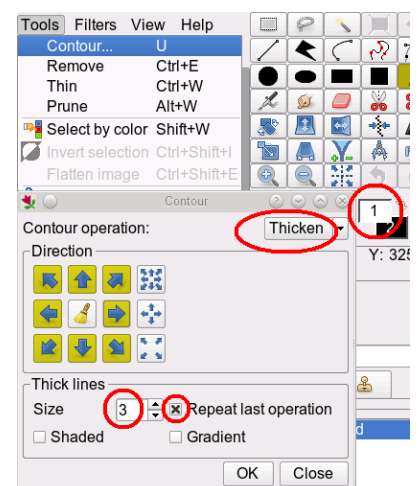 Tools Filters View Help
Contour... U
Remove Ctrl+E
Thin Ctrl+W
Prune Alt+W
Select by color Shift+W
Invert selection Ctrl+Shift+I
Flatten image Ctrl+Shift+E
Contour
Contour operation: Thicken
1
2
Y: 325
Direction
Thick lines
Size 3 Repeat last operation
Shaded Gradient
d
OK Close